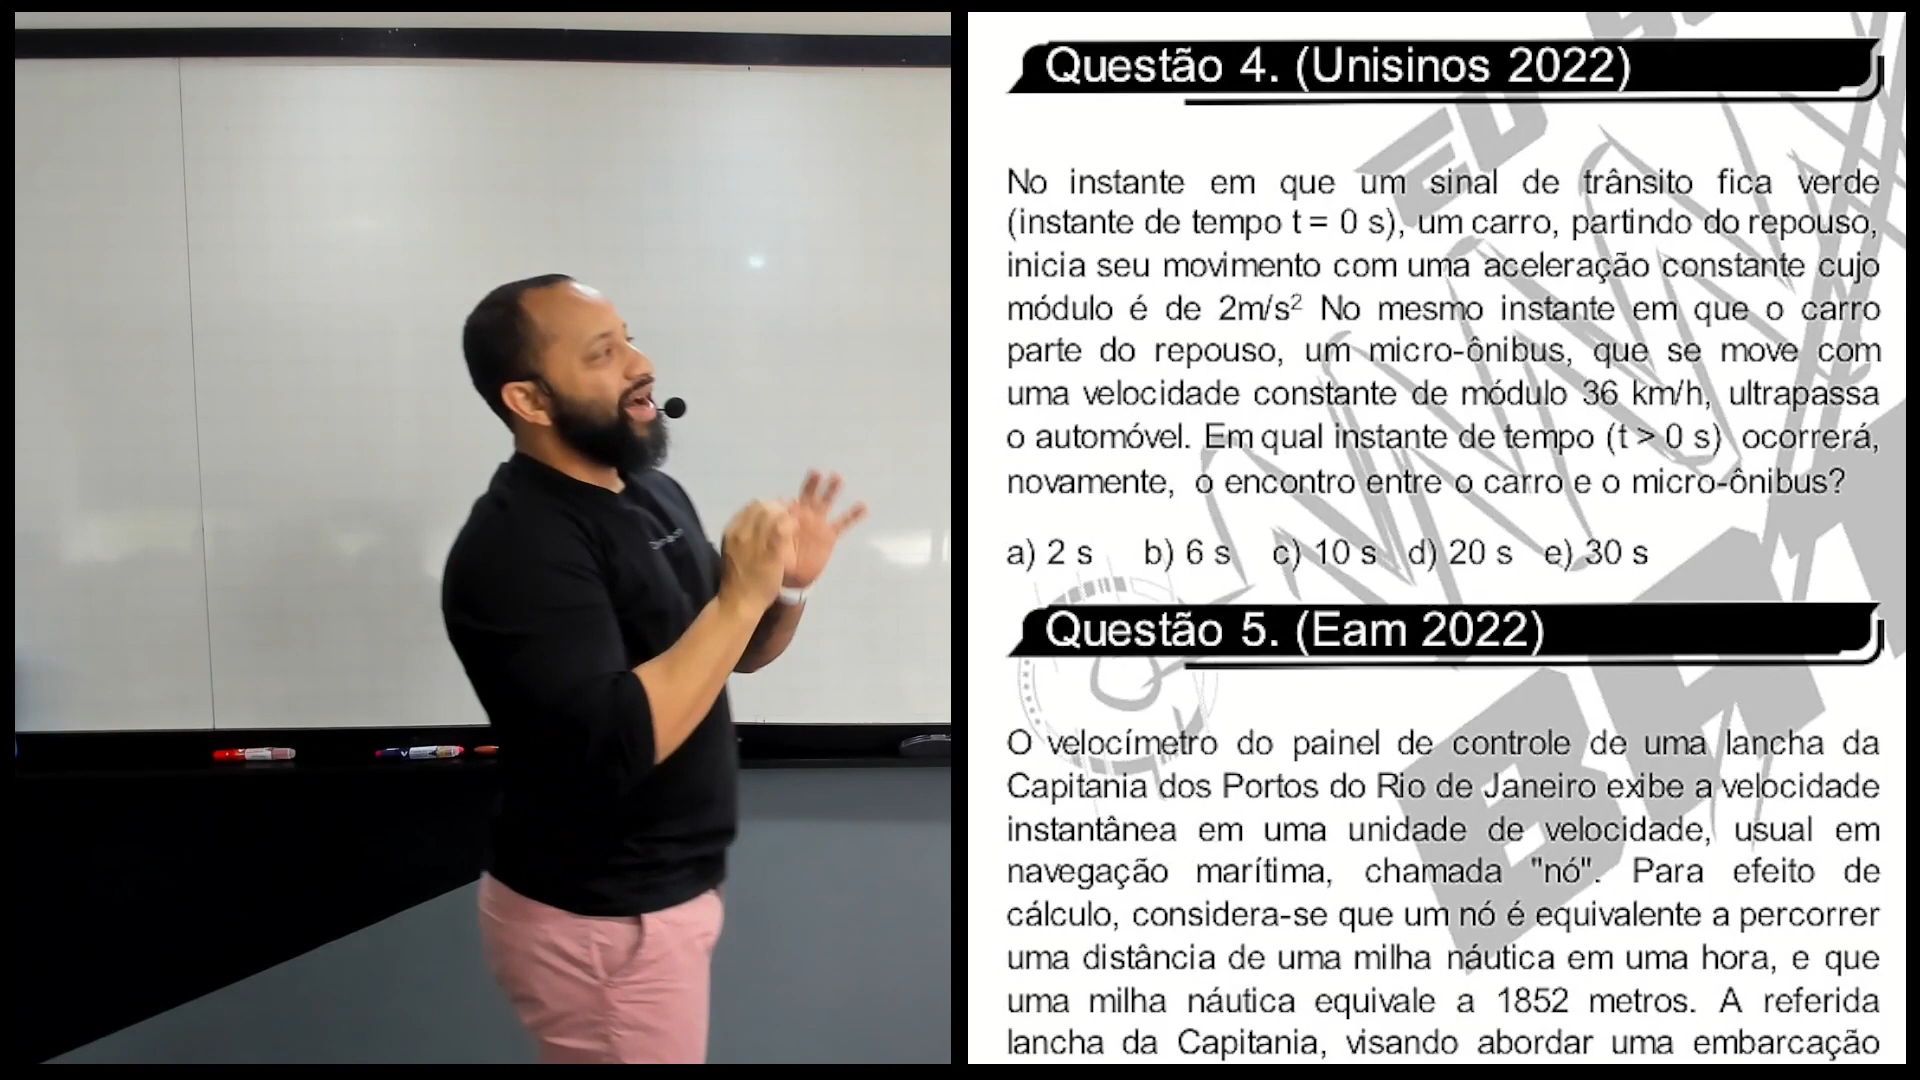 Questão 4. (Unisinos 2022)
No instante em que um sinal de trânsito fica verde
(instante de tempo t = 0 s), um carro, partindo do repouso,
inicia seu movimento com uma aceleração constante cujo
módulo é de 2m/s² No mesmo instante em que o carro
parte do repouso, um micro-ônibus, que se move com
uma velocidade constante de módulo 36 km/h, ultrapassa
o automóvel. Em qual instante de tempo (t > 0 s) ocorrerá,
novamente, o encontro entre o carro e o micro-ônibus?
a) 2 s b) 6 s c) 10 s d) 20 s e) 30 s
Questão 5. (Eam 2022)
O velocímetro do painel de controle de uma lancha da
Capitania dos Portos do Rio de Janeiro exibe a velocidade
instantânea em uma unidade de velocidade, usual em
navegação marítima, chamada "nó". Para efeito de
cálculo, considera-se que um nó é equivalente a percorrer
uma distância de uma milha náutica em uma hora, e que
uma milha náutica equivale a 1852 metros. A referida
lancha da Capitania, visando abordar uma embarcação